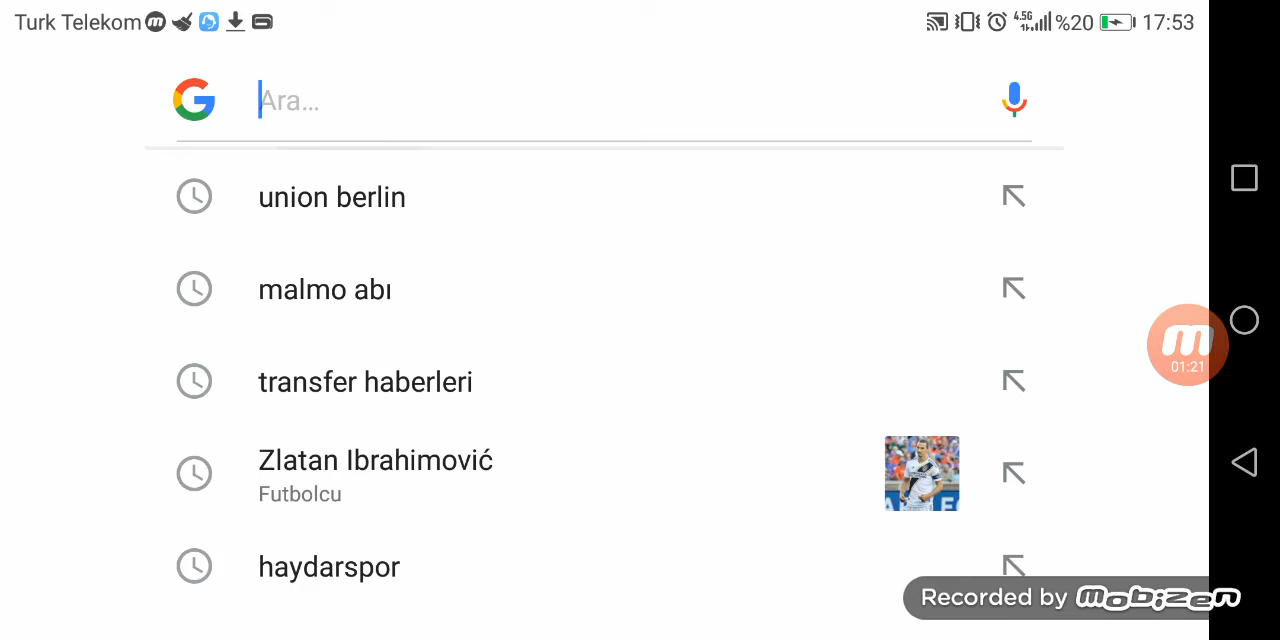 Turk Telekom
4.5G %20 17:53
Ara...
union berlin
malmo abı
transfer haberleri
Zlatan Ibrahimović
Futbolcu
haydarspor
01:21
Recorded by mobizen